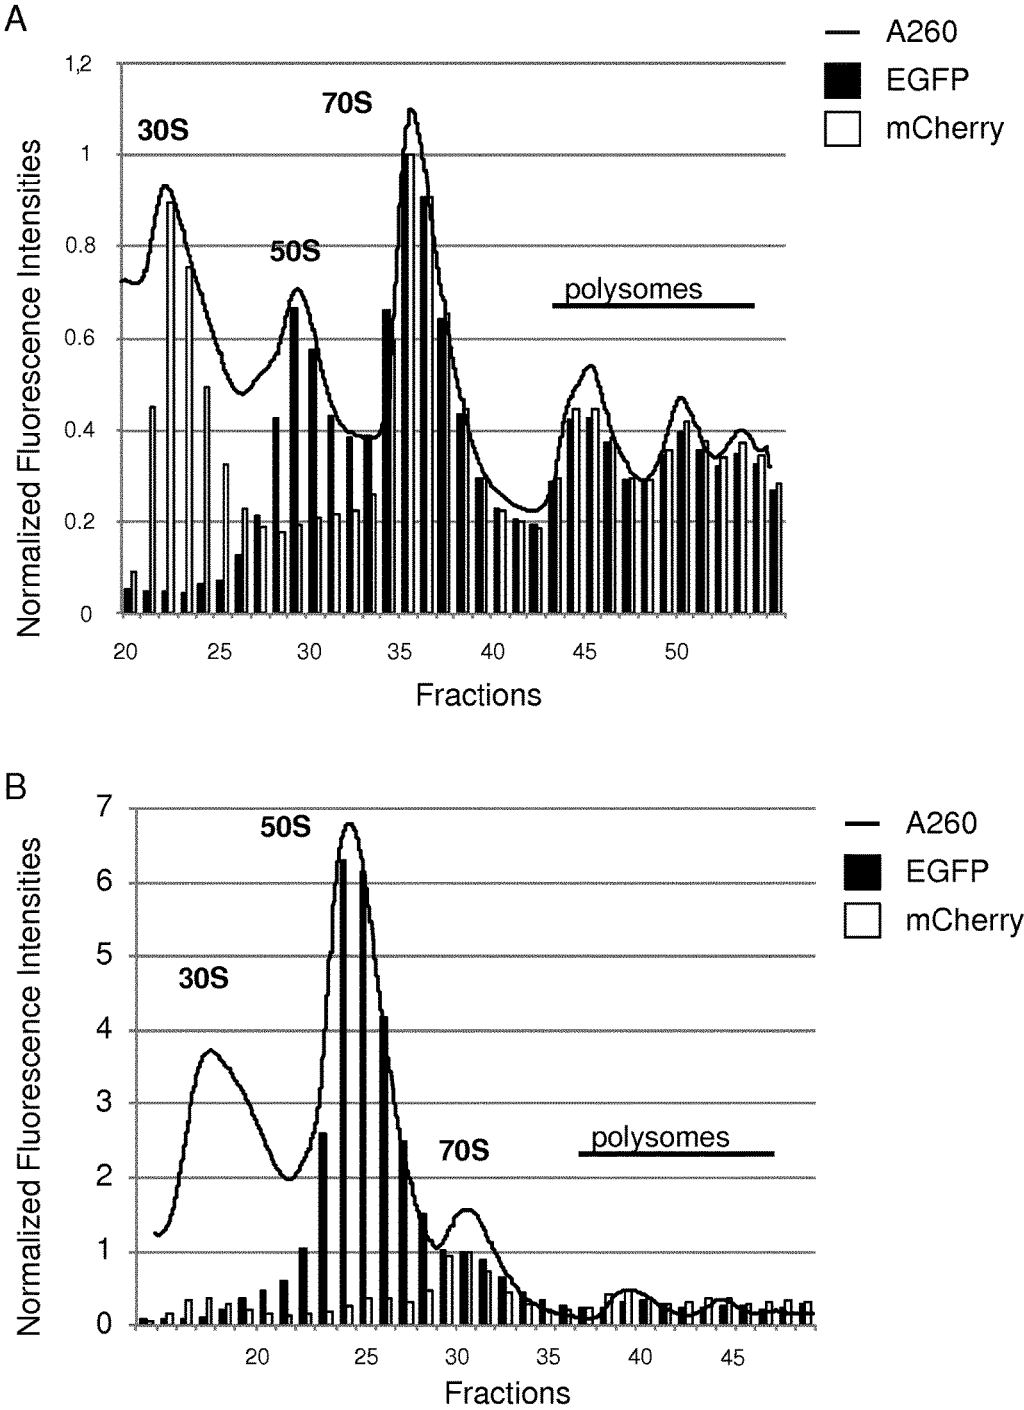 A
A260
EGFP
mCherry
Normalized Fluorescence Intensities
1,2
1
0.8
0.6
0.4
0.2
0
30S
50S
70S
polysomes
20 25 30 35 40 45 50
Fractions
B
A260
EGFP
mCherry
Normalized Fluorescence Intensities
7
6
5
4
3
2
1
0
30S
50S
70S
polysomes
20 25 30 35 40 45
Fractions